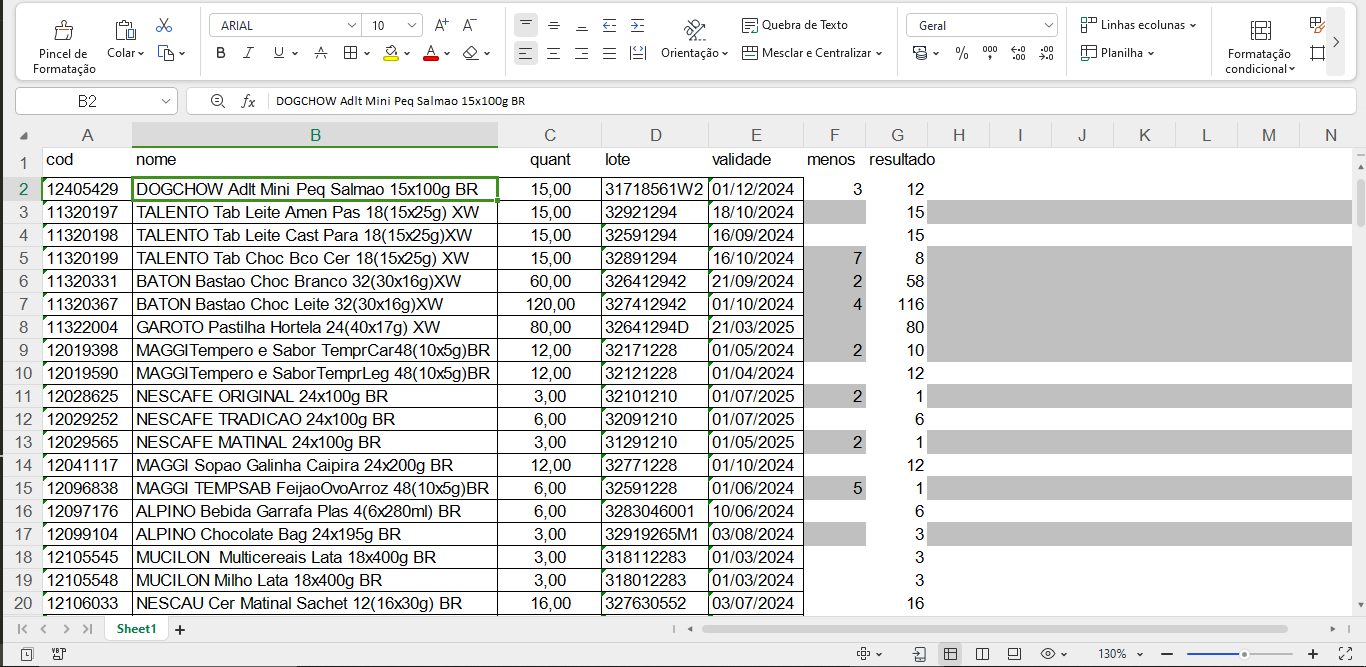 ARIAL 10 A+ A- Quebra de Texto Geral Linhas ecolunas
Pincel de Formatação Colar B I U A A Orientação Mesclar e Centralizar % Planilha Formatação condicional
B2 fx DOGCHOW Adlt Mini Peq Salmao 15x100g BR
A B C D E F G H I J K L M N
1 cod nome quant lote validade menos resultado
2 12405429 DOGCHOW Adlt Mini Peq Salmao 15x100g BR 15,00 31718561W2 01/12/2024 3 12
3 11320197 TALENTO Tab Leite Amen Pas 18(15x25g) XW 15,00 32921294 18/10/2024 15
4 11320198 TALENTO Tab Leite Cast Para 18(15x25g)XW 15,00 32591294 16/09/2024 15
5 11320199 TALENTO Tab Choc Bco Cer 18(15x25g) XW 15,00 32891294 16/10/2024 7 8
6 11320331 BATON Bastao Choc Branco 32(30x16g)XW 60,00 326412942 21/09/2024 2 58
7 11320367 BATON Bastao Choc Leite 32(30x16g)XW 120,00 327412942 01/10/2024 4 116
8 11322004 GAROTO Pastilha Hortela 24(40x17g) XW 80,00 32641294D 21/03/2025 80
9 12019398 MAGGITempero e Sabor TemprCar48(10x5g)BR 12,00 32171228 01/05/2024 2 10
10 12019590 MAGGITempero e SaborTemprLeg 48(10x5g)BR 12,00 32121228 01/04/2024 12
11 12028625 NESCAFE ORIGINAL 24x100g BR 3,00 32101210 01/07/2025 2 1
12 12029252 NESCAFE TRADICAO 24x100g BR 6,00 32091210 01/07/2025 6
13 12029565 NESCAFE MATINAL 24x100g BR 3,00 31291210 01/05/2025 2 1
14 12041117 MAGGI Sopao Galinha Caipira 24x200g BR 12,00 32771228 01/10/2024 12
15 12096838 MAGGI TEMPSAB FeijaoOvoArroz 48(10x5g)BR 6,00 32591228 01/06/2024 5 1
16 12097176 ALPINO Bebida Garrafa Plas 4(6x280ml) BR 6,00 3283046001 10/06/2024 6
17 12099104 ALPINO Chocolate Bag 24x195g BR 3,00 32919265M1 03/08/2024 3
18 12105545 MUCILON Multicereais Lata 18x400g BR 3,00 318112283 01/03/2024 3
19 12105548 MUCILON Milho Lata 18x400g BR 3,00 318012283 01/03/2024 3
20 12106033 NESCAU Cer Matinal Sachet 12(16x30g) BR 16,00 327630552 03/07/2024 16
Sheet1 +
130% − +